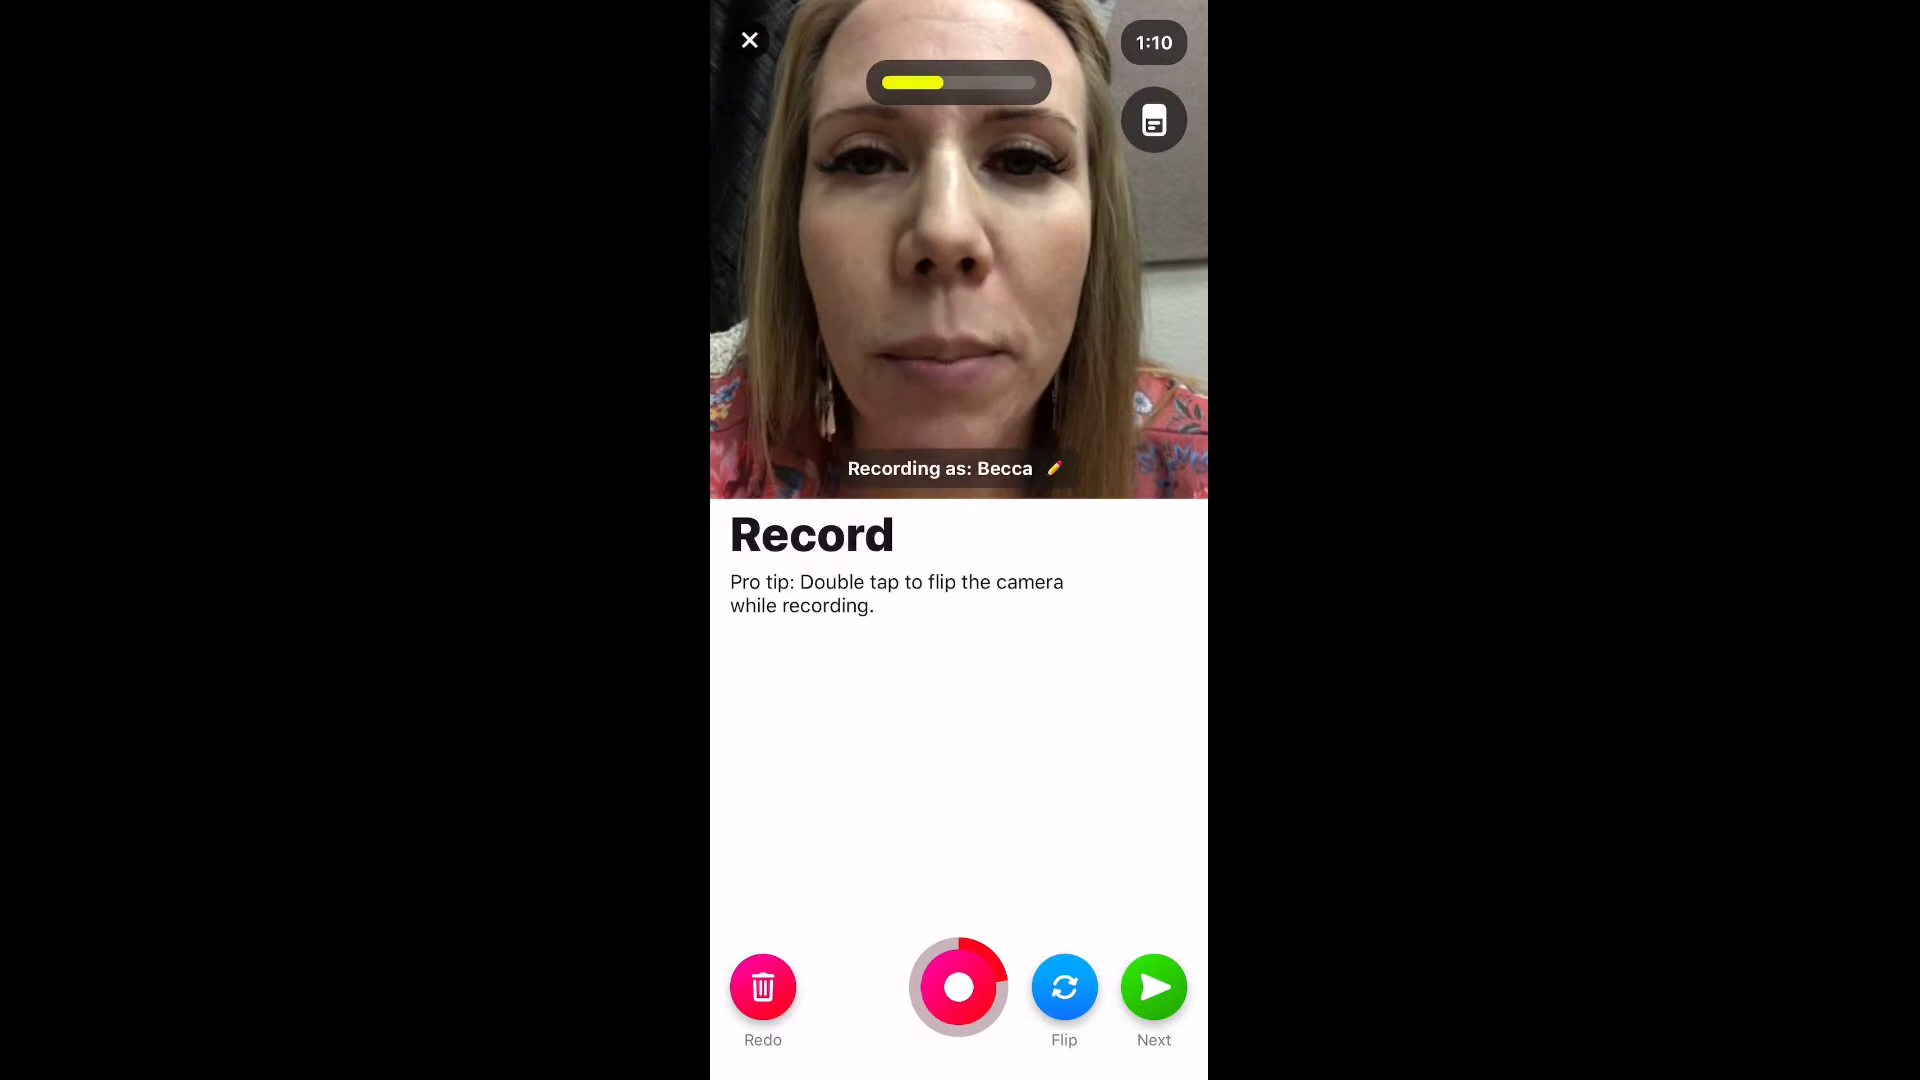 1:10
Recording as: Becca
Record
Pro tip: Double tap to flip the camera
while recording.
Redo
Flip
Next